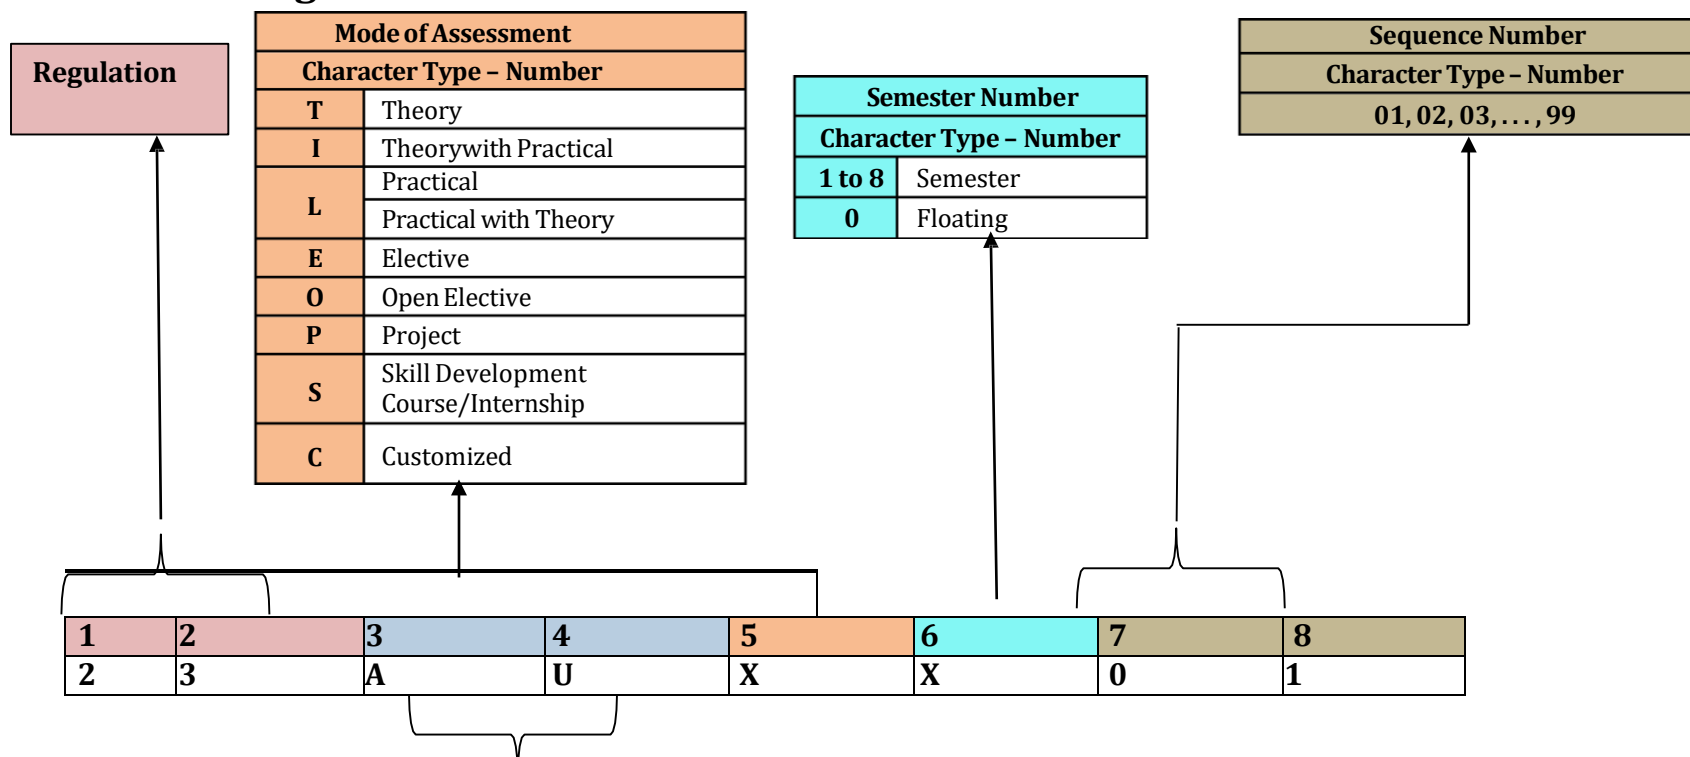 Regulation
Mode of Assessment
Character Type – Number
T Theory
I Theorywith Practical
L Practical
Practical with Theory
E Elective
O Open Elective
P Project
S Skill Development
Course/Internship
C Customized
Semester Number
Character Type – Number
1 to 8 Semester
0 Floating
Sequence Number
Character Type – Number
01, 02, 03, . . . , 99
1 2 3 4 5 6 7 8
2 3 A U X X 0 1